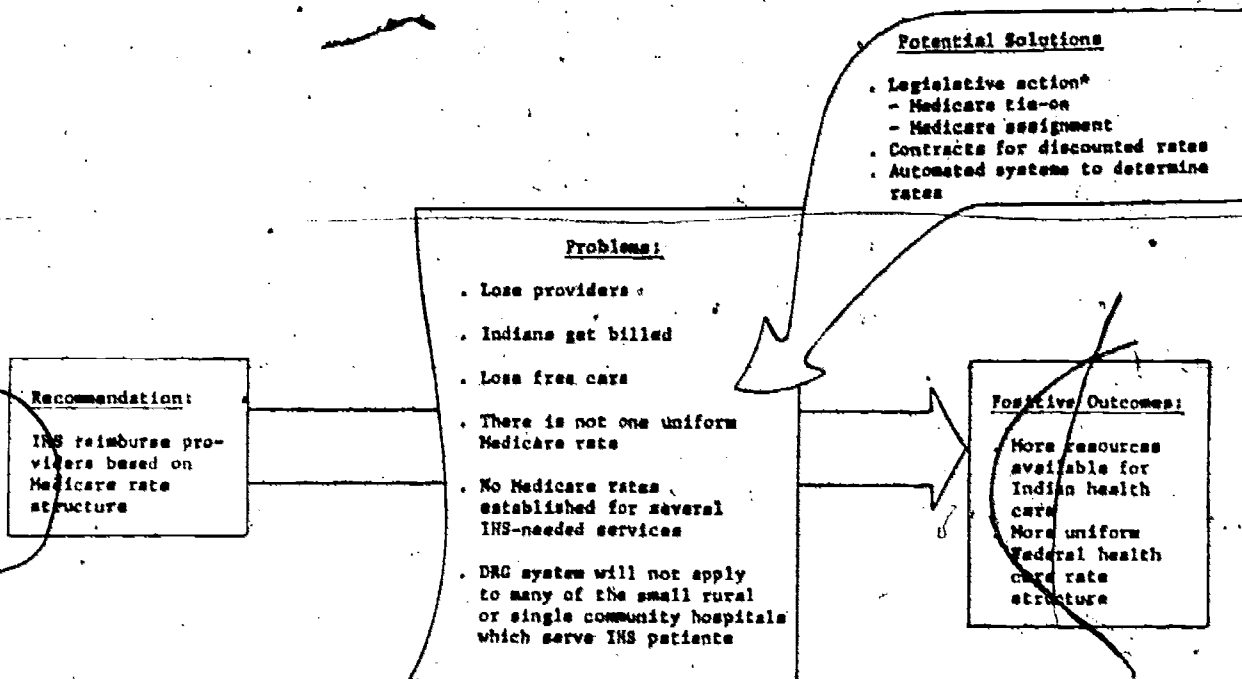 Potential Solutions
. Legislative action*
- Medicare tie-on
- Medicare assignment
. Contracts for discounted rates
. Automated systems to determine
rates
Problems:
. Lose providers
. Indians get billed
. Lose free care
. There is not one uniform
Medicare rate
. No Medicare rates
established for several
IHS-needed services
. DRG system will not apply
to many of the small rural
or single community hospitals
which serve IHS patients
Recommendation:
IHS reimburse pro-
viders based on
Medicare rate
structure
Positive Outcomes:
. More resources
available for
Indian health
care
. More uniform
Federal health
care rate
structure